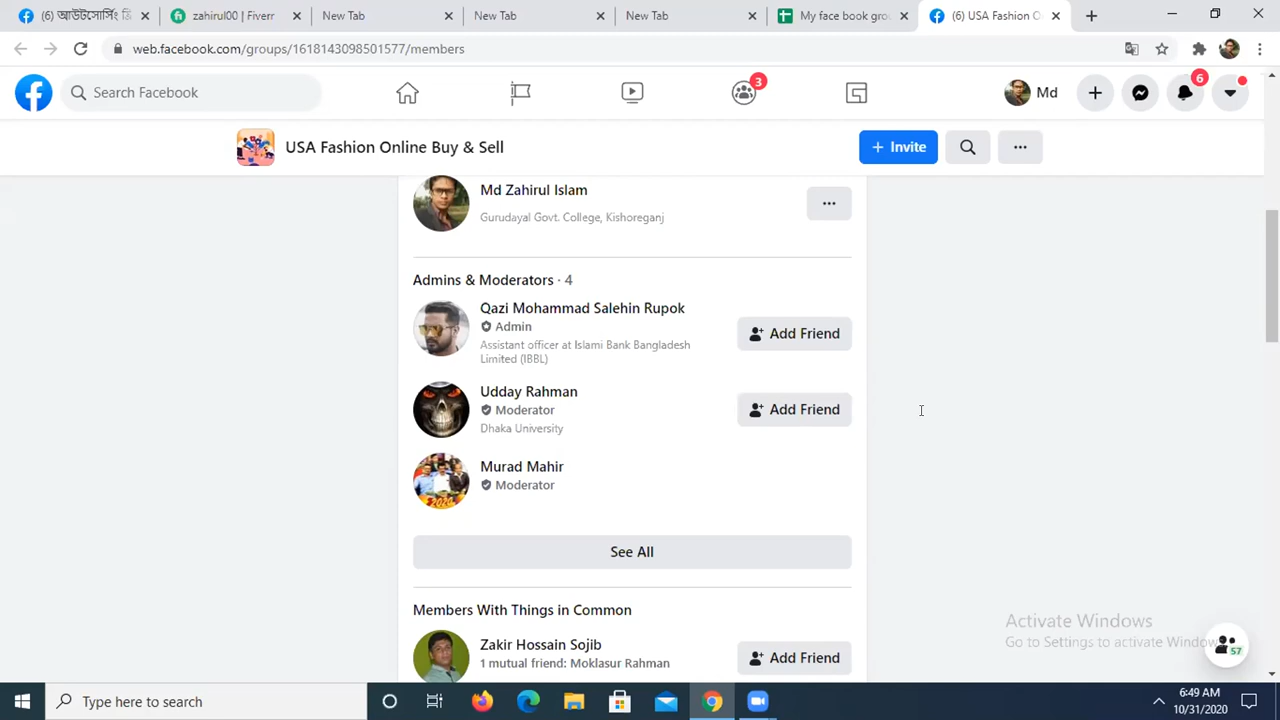 (6) আউটসোর্সিং
zahirul00 | Fiverr
New Tab
New Tab
New Tab
My face book gro
(6) USA Fashion O
web.facebook.com/groups/1618143098501577/members
Search Facebook
3
Md
6
USA Fashion Online Buy & Sell
+ Invite
Md Zahirul Islam
Gurudayal Govt. College, Kishoreganj
Admins & Moderators · 4
Qazi Mohammad Salehin Rupok
Admin
Add Friend
Assistant officer at Islami Bank Bangladesh
Limited (IBBL)
Udday Rahman
Moderator
Add Friend
Dhaka University
Murad Mahir
Moderator
2020
See All
Members With Things in Common
Zakir Hossain Sojib
1 mutual friend: Moklasur Rahman
Add Friend
Activate Windows
Go to Settings to activate Window
57
Type here to search
6:49 AM
10/31/2020